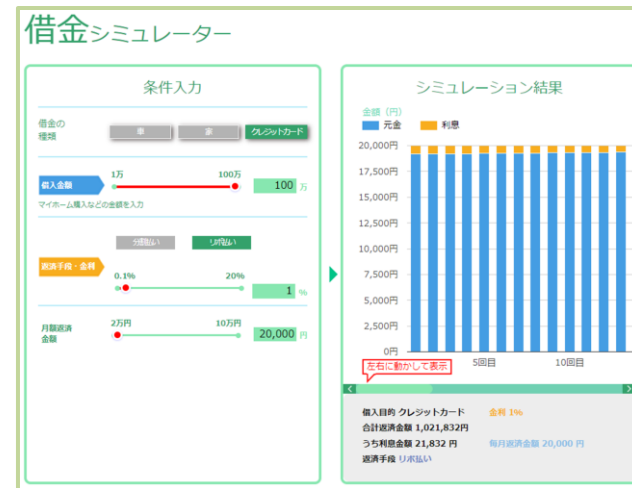 借金シミュレーター
条件入力
借金の
種類
車
家
クレジットカード
借入金額
1万
100万
100 万
マイホーム購入などの金額を入力
分割払い
リボ払い
返済手段・金利
0.1%
20%
1 %
月額返済
金額
2万円
10万円
20,000 円
シミュレーション結果
金額（円）
元金
利息
20,000円
17,500円
15,000円
12,500円
10,000円
7,500円
5,000円
2,500円
0円
5回目
10回目
左右に動かして表示
借入目的 クレジットカード
金利 1%
合計返済金額 1,021,832円
うち利息金額 21,832 円
毎月返済金額 20,000 円
返済手段 リボ払い